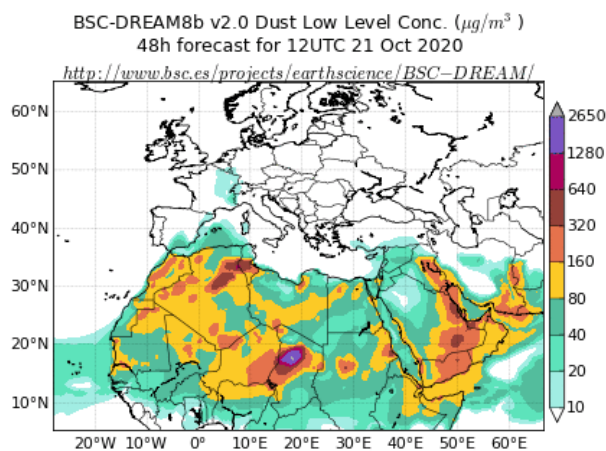 BSC-DREAM8b v2.0 Dust Low Level Conc. (μg/m³ )
48h forecast for 12UTC 21 Oct 2020
http://www.bsc.es/projects/earthscience/BSC−DREAM/
60°N
50°N
40°N
30°N
20°N
10°N
20°W 10°W 0° 10°E 20°E 30°E 40°E 50°E 60°E
2650
1280
640
320
160
80
40
20
10